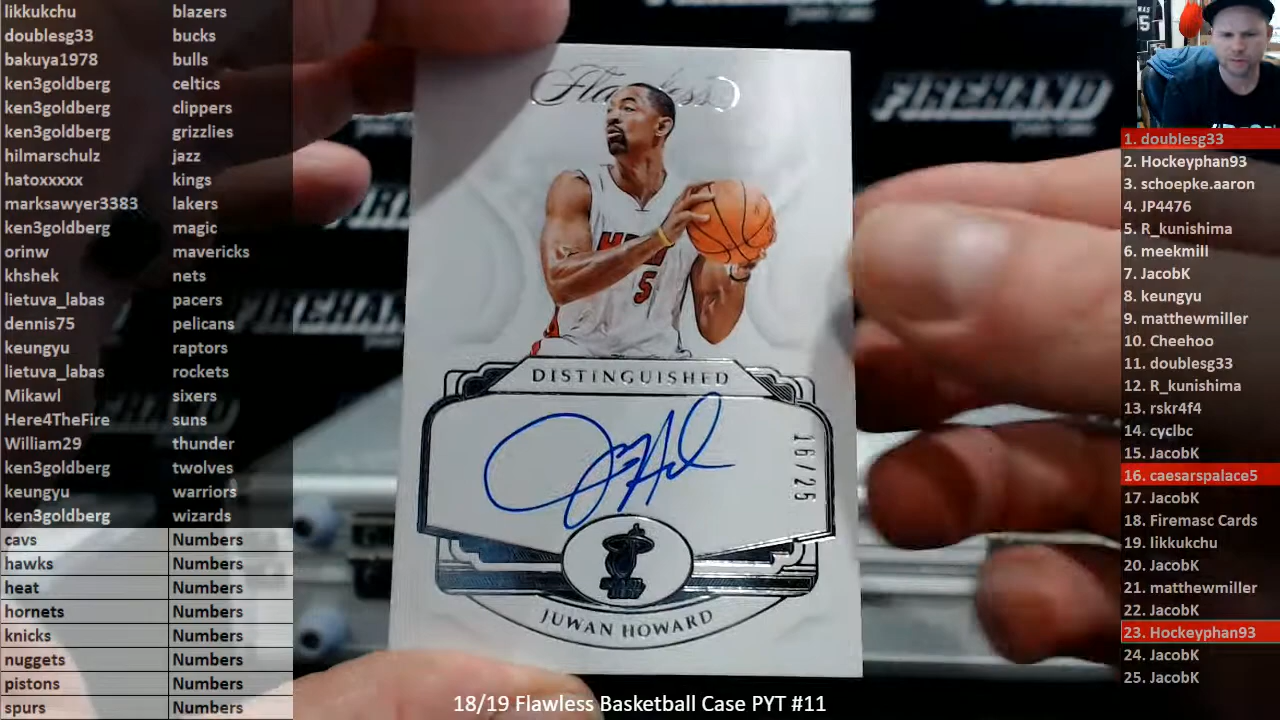 likkukchu blazers
doublesg33 bucks
bakuya1978 bulls
ken3goldberg celtics
ken3goldberg clippers
ken3goldberg grizzlies
hilmarschulz jazz
hatoxxxxx kings
marksawyer3383 lakers
ken3goldberg magic
orinw mavericks
khshek nets
lietuva_labas pacers
dennis75 pelicans
keungyu raptors
lietuva_labas rockets
Mikawl sixers
Here4TheFire suns
William29 thunder
ken3goldberg twolves
keungyu warriors
ken3goldberg wizards
cavs Numbers
hawks Numbers
heat Numbers
hornets Numbers
knicks Numbers
nuggets Numbers
pistons Numbers
spurs Numbers
Flawless
5
DISTINGUISHED
16/25
JUWAN HOWARD
FIREHAND
18/19 Flawless Basketball Case PYT #11
1. doublesg33
2. Hockeyphan93
3. schoepke.aaron
4. JP4476
5. R_kunishima
6. meekmill
7. JacobK
8. keungyu
9. matthewmiller
10. Cheehoo
11. doublesg33
12. R_kunishima
13. rskr4f4
14. cyclbc
15. JacobK
16. caesarspalace5
17. JacobK
18. Firemasc Cards
19. likkukchu
20. JacobK
21. matthewmiller
22. JacobK
23. Hockeyphan93
24. JacobK
25. JacobK